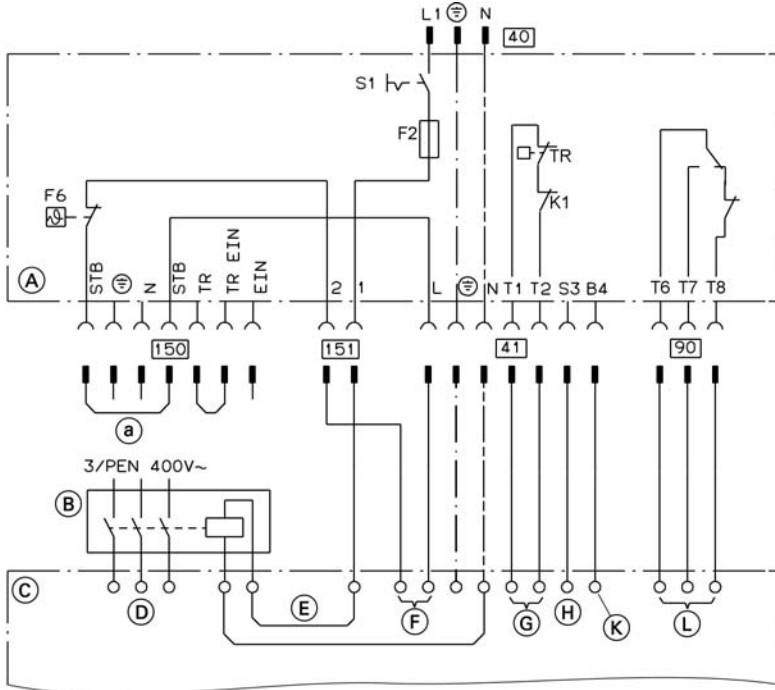 L1 ⏚ N 40
S1
F2
TR
F6
K1
A
STB ⏚ N STB TR TR EIN EIN 2 1 L ⏚ N T1 T2 S3 B4 T6 T7 T8
150 151 41 90
a
3/PEN 400V~
B
C
D E F G H K L